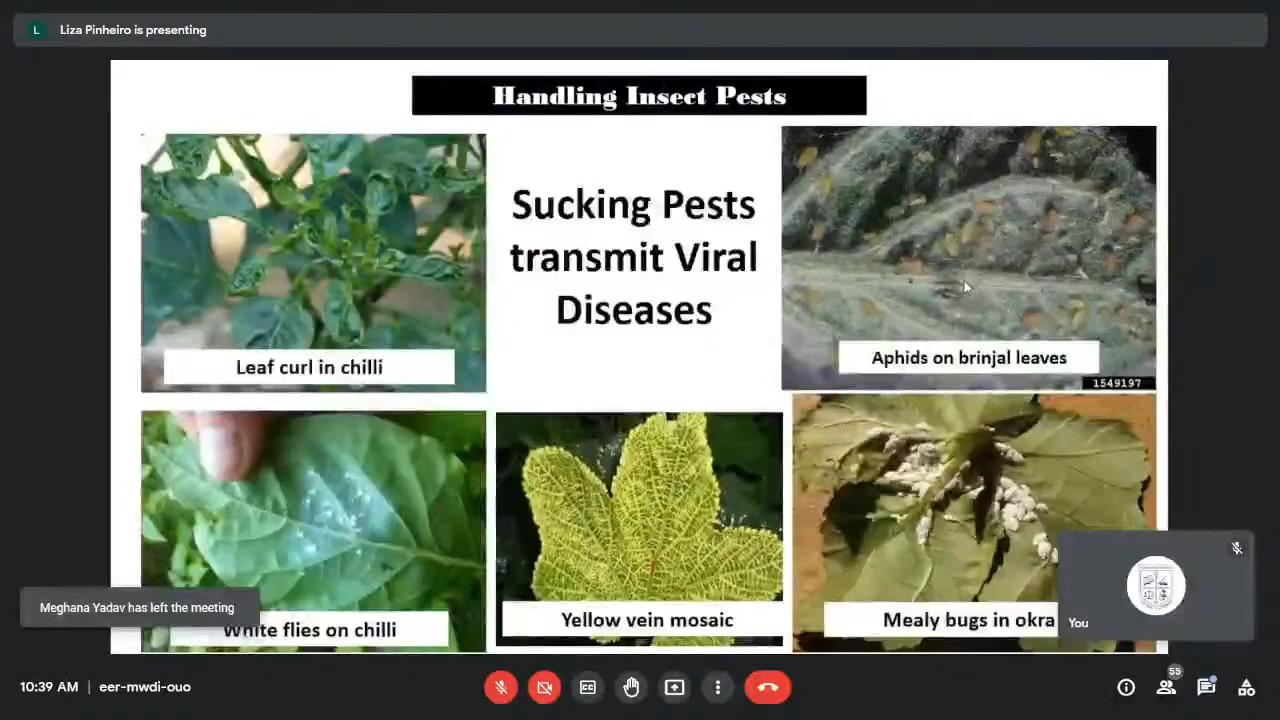 L Liza Pinheiro is presenting
Handling Insect Pests
Sucking Pests
transmit Viral
Diseases
Leaf curl in chilli
Aphids on brinjal leaves
1549197
White flies on chilli
Yellow vein mosaic
Mealy bugs in okra
Meghana Yadav has left the meeting
You
10:39 AM | eer-mwdi-ouo
CC
55